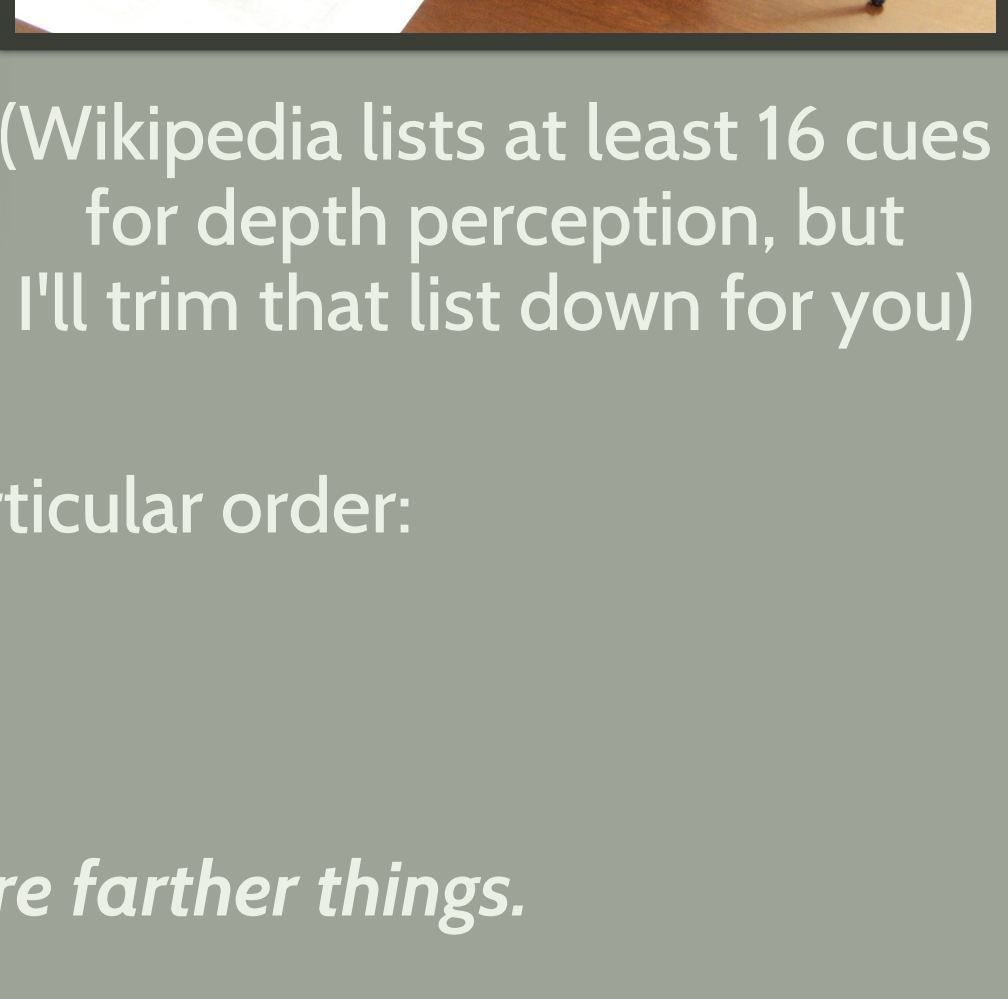 (Wikipedia lists at least 16 cues
for depth perception, but
I'll trim that list down for you)
rticular order:
re farther things.